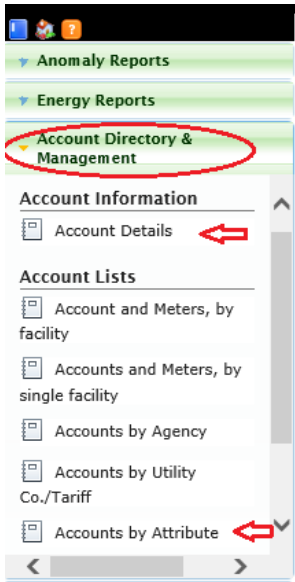 Anomaly Reports
Energy Reports
Account Directory &
Management
Account Information
Account Details
Account Lists
Account and Meters, by
facility
Accounts and Meters, by
single facility
Accounts by Agency
Accounts by Utility
Co./Tariff
Accounts by Attribute